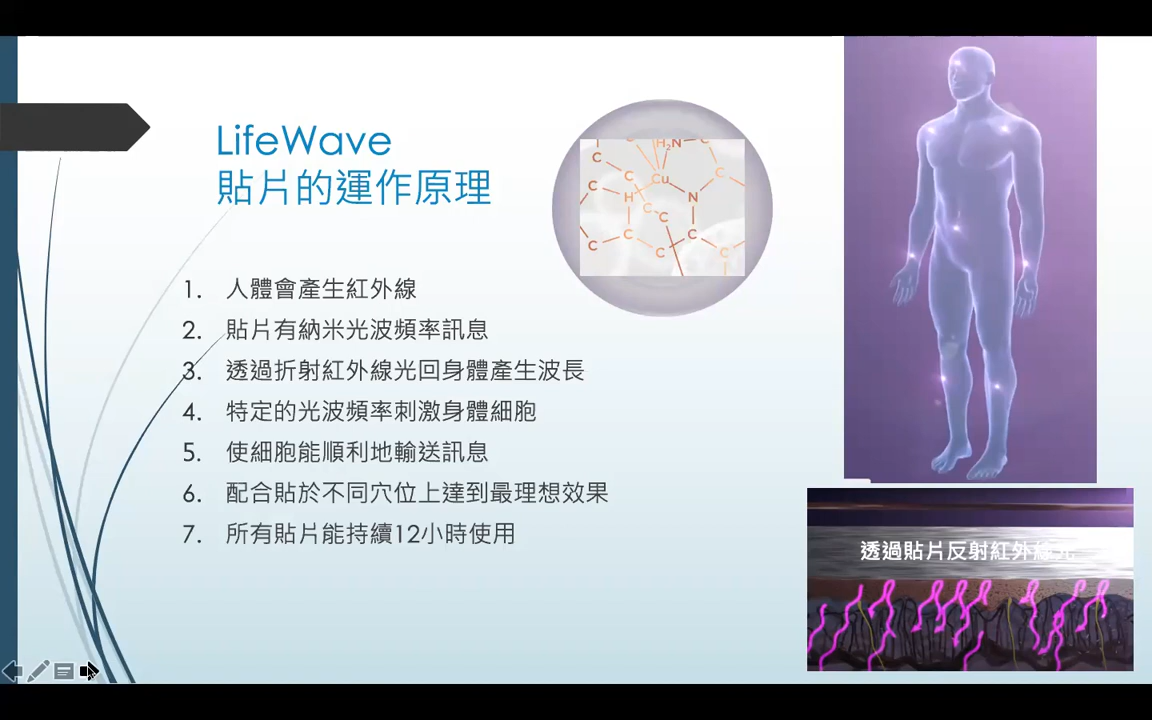 LifeWave
貼片的運作原理
1. 人體會產生紅外線
2. 貼片有納米光波頻率訊息
3. 透過折射紅外線光回身體產生波長
4. 特定的光波頻率刺激身體細胞
5. 使細胞能順利地輸送訊息
6. 配合貼於不同穴位上達到最理想效果
7. 所有貼片能持續12小時使用
H₂N C
C
C Cu C
C
H C N
C
C C C
C C
透過貼片反射紅外線光